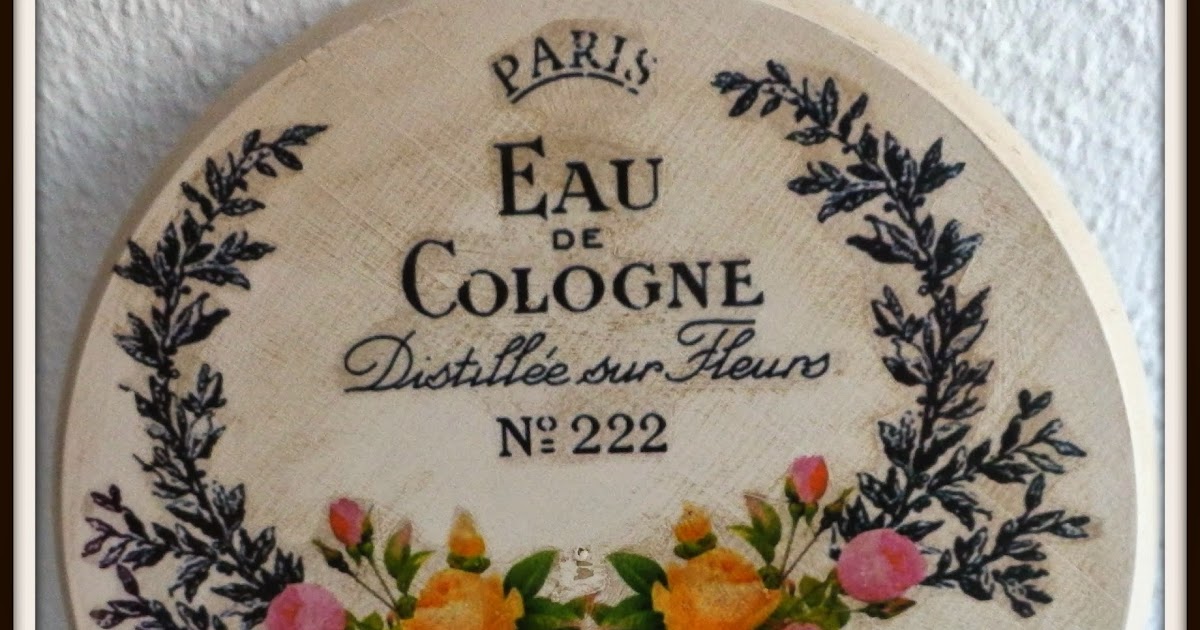 PARIS
EAU
DE
COLOGNE
Distillée sur Fleurs
Nº 222